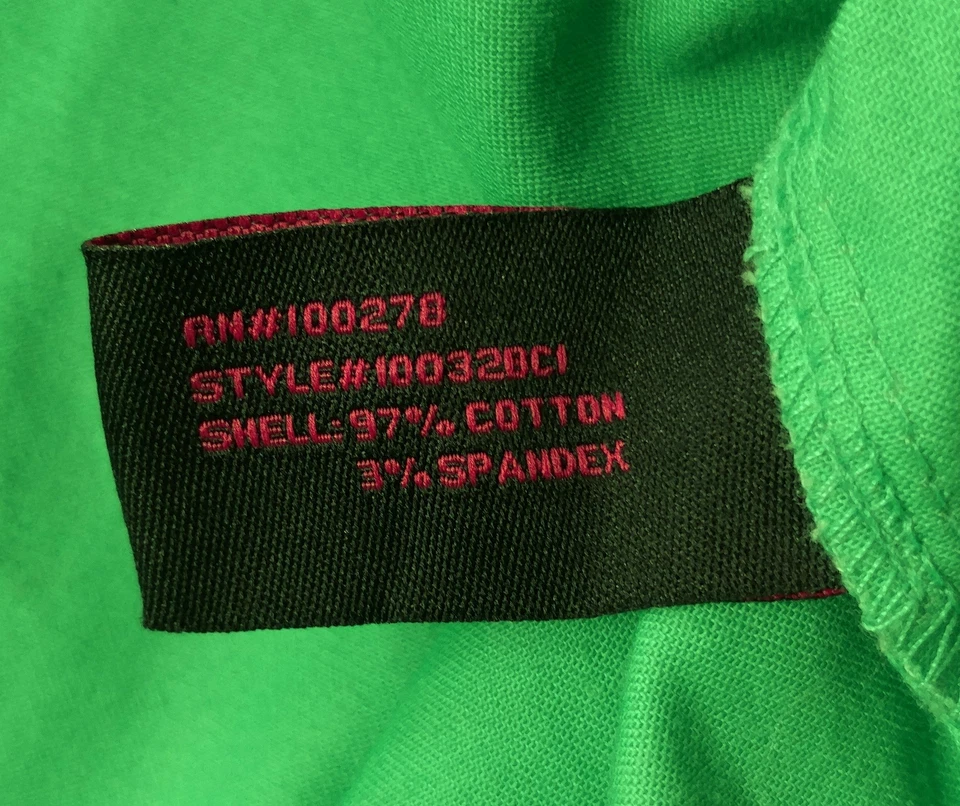 RN#100278
STYLE#100320CI
SHELL:97% COTTON
3% SPANDEX